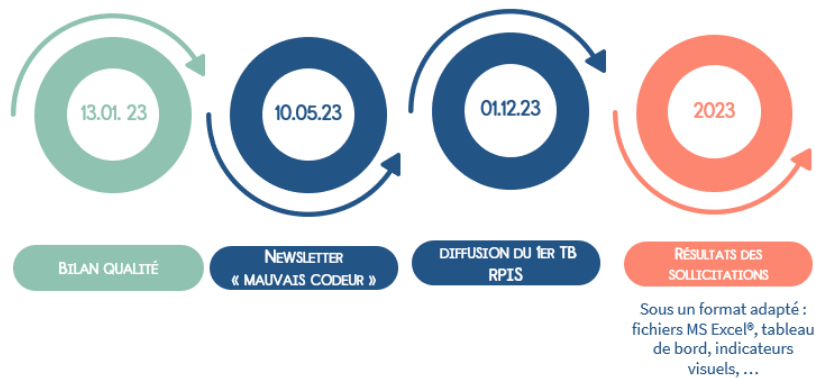 13.01. 23
10.05.23
01.12.23
2023
BILAN QUALITÉ
NEWSLETTER
« MAUVAIS CODEUR »
DIFFUSION DU 1ER TB
RPIS
RÉSULTATS DES
SOLLICITATIONS
Sous un format adapté :
fichiers MS Excel®, tableau
de bord, indicateurs
visuels, ...